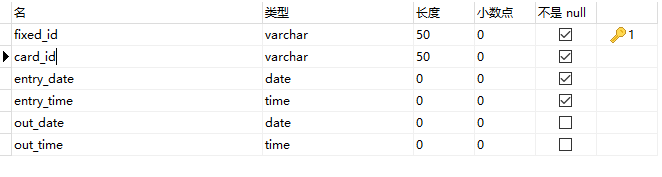 名 类型 长度 小数点 不是 null
fixed_id varchar 50 0 1
card_id varchar 50 0
entry_date date 0 0
entry_time time 0 0
out_date date 0 0
out_time time 0 0